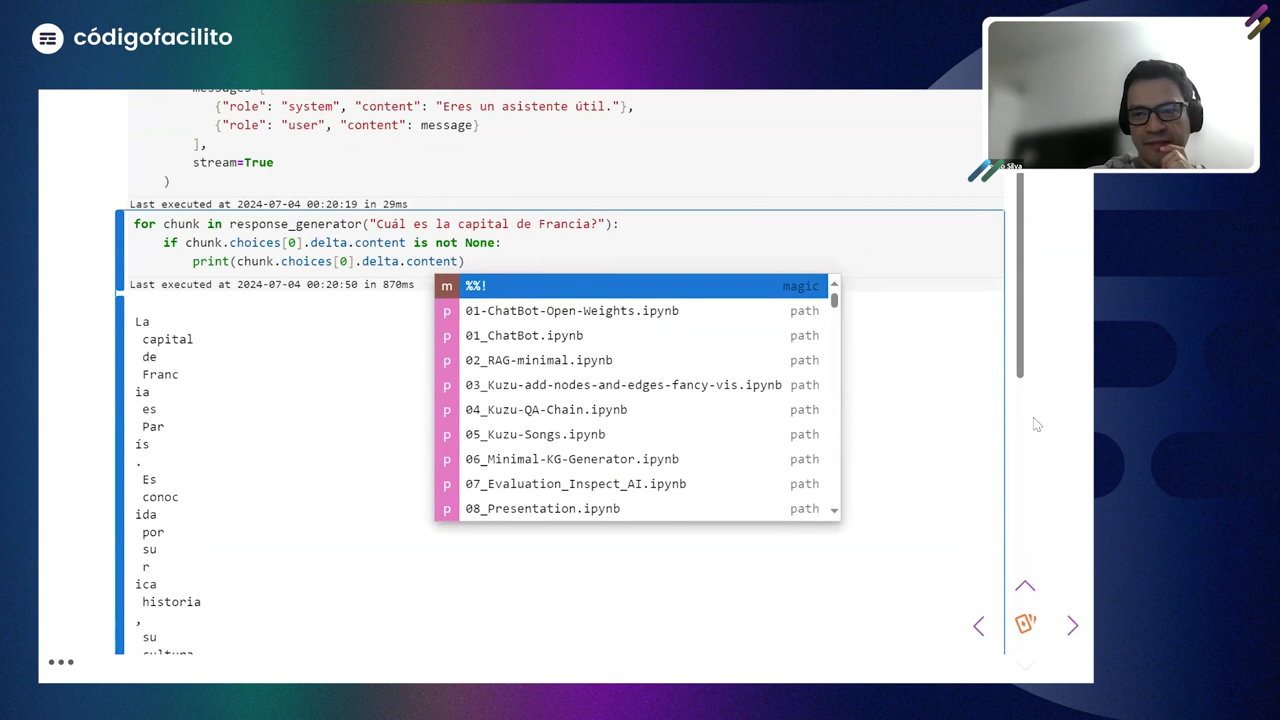 códigofacilito
messages=[
{"role": "system", "content": "Eres un asistente útil."},
{"role": "user", "content": message}
],
stream=True
)
Last executed at 2024-07-04 00:20:19 in 29ms
for chunk in response_generator("Cuál es la capital de Francia?"):
if chunk.choices[0].delta.content is not None:
print(chunk.choices[0].delta.content)
Last executed at 2024-07-04 00:20:50 in 870ms
m %%! magic
p 01-ChatBot-Open-Weights.ipynb path
p 01_ChatBot.ipynb path
p 02_RAG-minimal.ipynb path
p 03_Kuzu-add-nodes-and-edges-fancy-vis.ipynb path
p 04_Kuzu-QA-Chain.ipynb path
p 05_Kuzu-Songs.ipynb path
p 06_Minimal-KG-Generator.ipynb path
p 07_Evaluation_Inspect_AI.ipynb path
p 08_Presentation.ipynb path
La
capital
de
Franc
ia
es
Par
ís
.
Es
conoc
ida
por
su
r
ica
historia
,
su
cultura
Silva